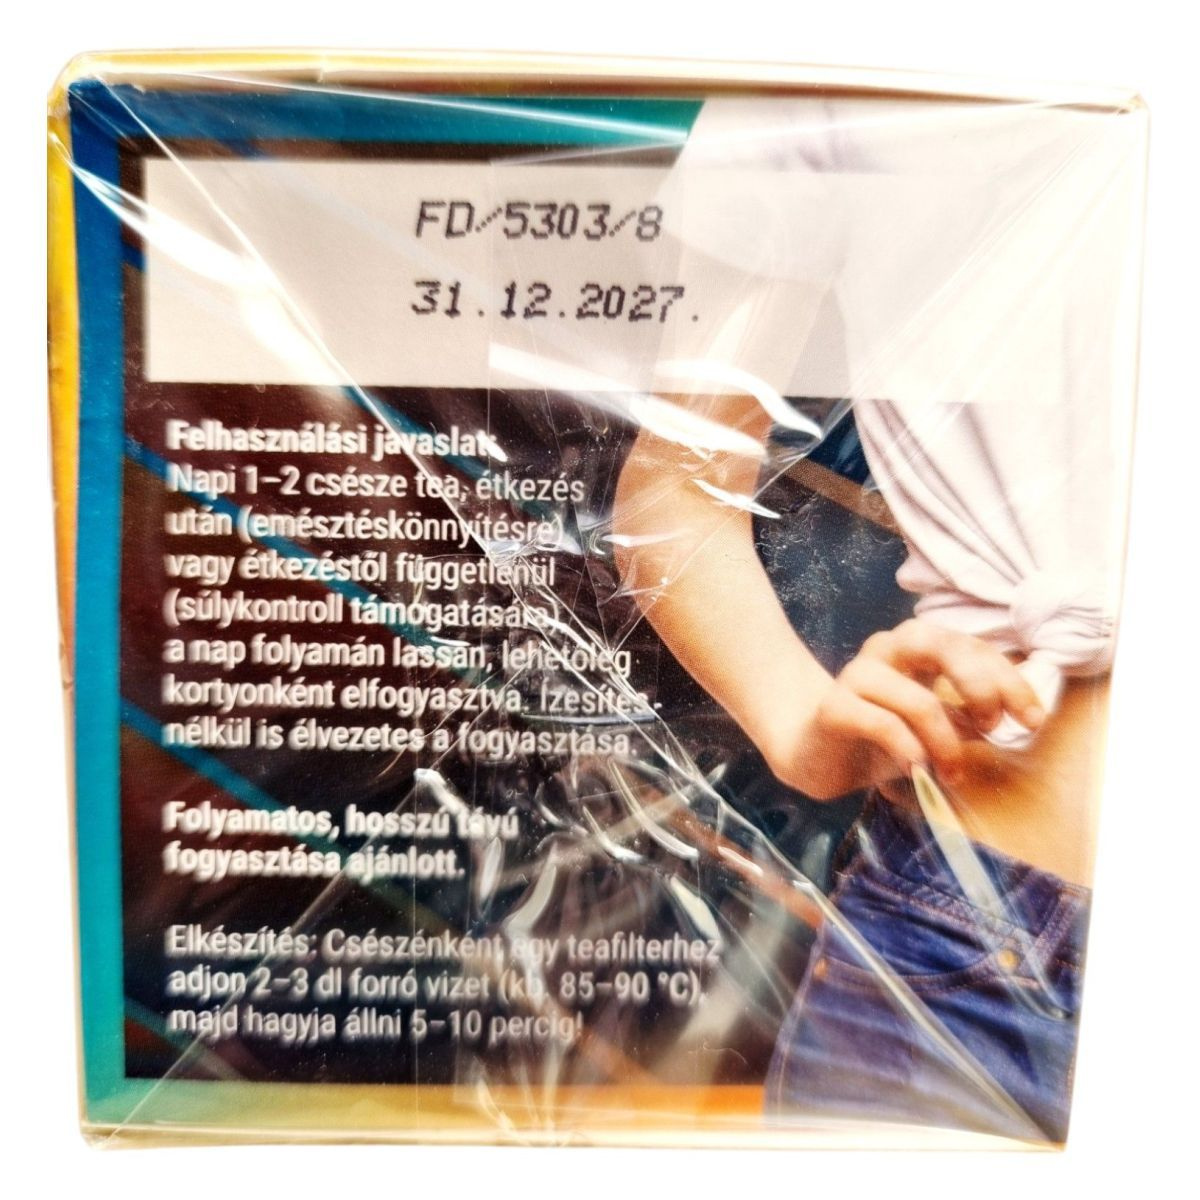 FD/5303/8
31.12.2027.
Felhasználási javaslat:
Napi 1–2 csésze tea, étkezés
után (emésztéskönnyítésre)
vagy étkezéstől függetlenül
(súlykontroll támogatására),
a nap folyamán lassan, lehetőleg
kortyonként elfogyasztva. Ízesítés
nélkül is élvezetes a fogyasztása.
Folyamatos, hosszú távú
fogyasztása ajánlott.
Elkészítés: Csészénként, egy teafilterhez
adjon 2–3 dl forró vizet (kb. 85–90 °C),
majd hagyja állni 5–10 percig!